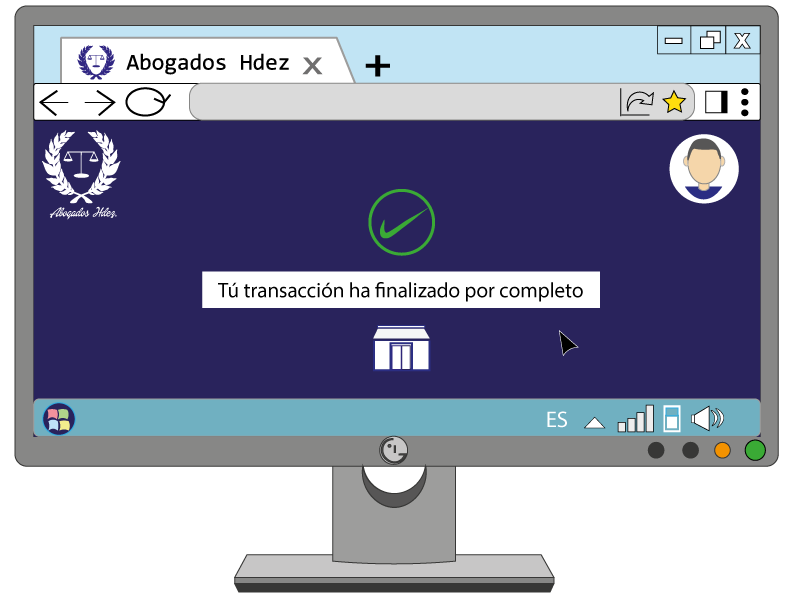 Abogados Hdez X
X
Abogados Hdez.
Tú transacción ha finalizado por completo
ES